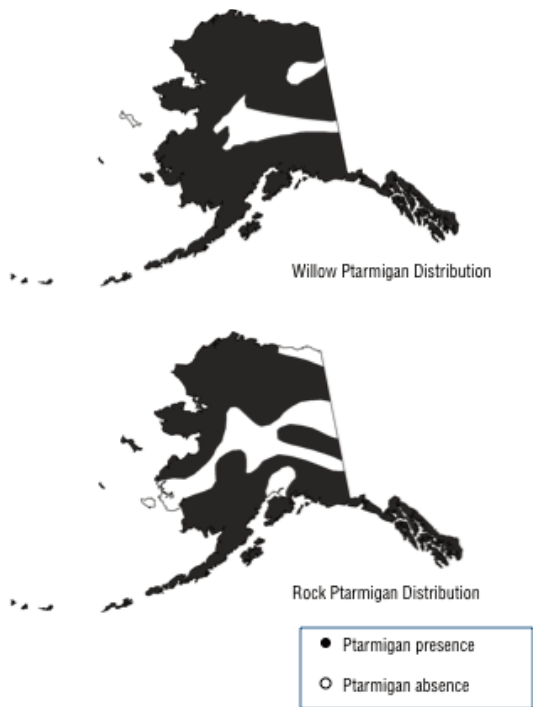 Willow Ptarmigan Distribution
Rock Ptarmigan Distribution
Ptarmigan presence
Ptarmigan absence